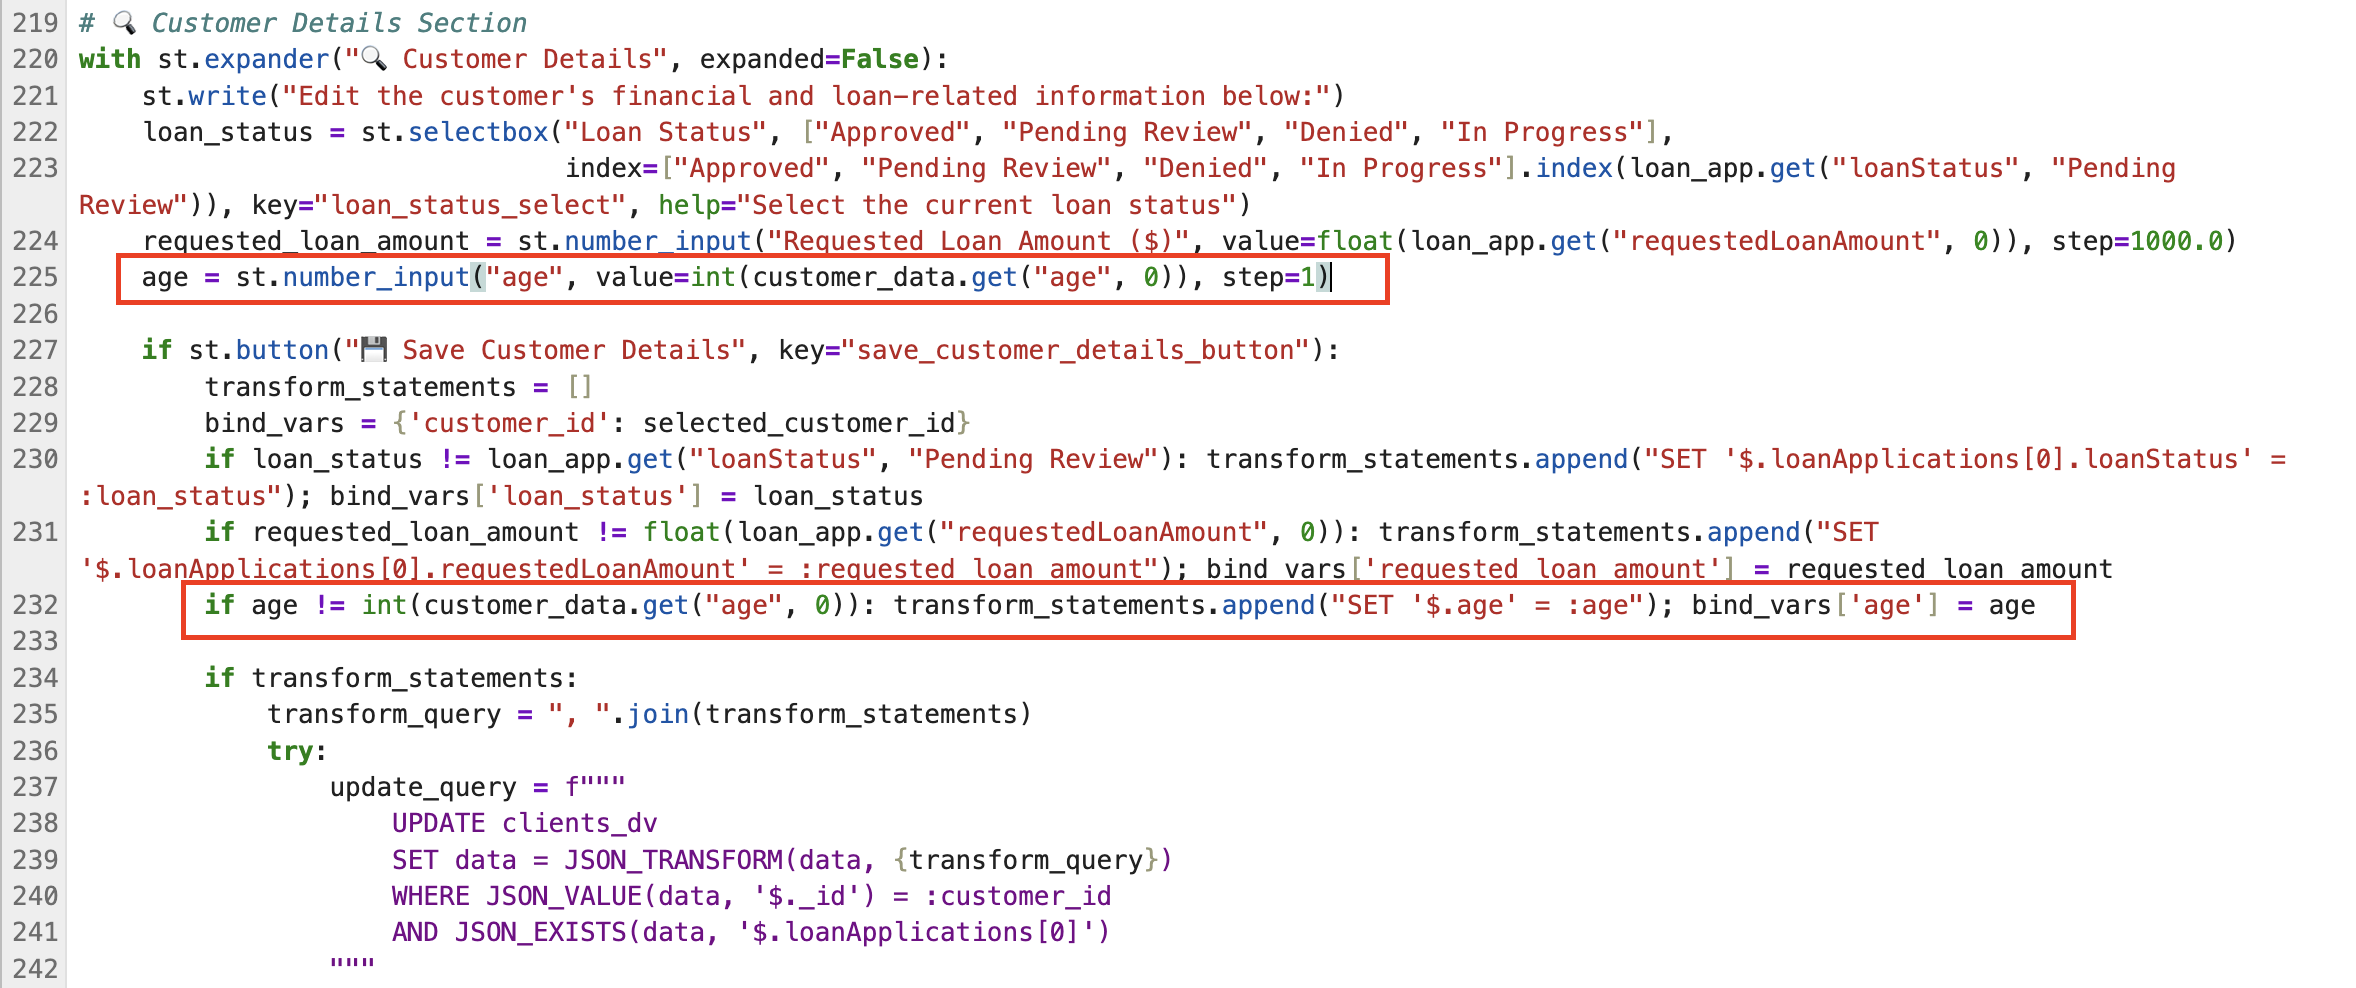 219 # 🔍 Customer Details Section
220 with st.expander("🔍 Customer Details", expanded=False):
221     st.write("Edit the customer's financial and loan-related information below:")
222     loan_status = st.selectbox("Loan Status", ["Approved", "Pending Review", "Denied", "In Progress"],
223                                index=["Approved", "Pending Review", "Denied", "In Progress"].index(loan_app.get("loanStatus", "Pending
Review")), key="loan_status_select", help="Select the current loan status")
224     requested_loan_amount = st.number_input("Requested Loan Amount ($)", value=float(loan_app.get("requestedLoanAmount", 0)), step=1000.0)
225     age = st.number_input("age", value=int(customer_data.get("age", 0)), step=1)
226
227     if st.button("💾 Save Customer Details", key="save_customer_details_button"):
228         transform_statements = []
229         bind_vars = {'customer_id': selected_customer_id}
230         if loan_status != loan_app.get("loanStatus", "Pending Review"): transform_statements.append("SET '$.loanApplications[0].loanStatus' =
:loan_status"); bind_vars['loan_status'] = loan_status
231         if requested_loan_amount != float(loan_app.get("requestedLoanAmount", 0)): transform_statements.append("SET
'$.loanApplications[0].requestedLoanAmount' = :requested_loan_amount"); bind_vars['requested_loan_amount'] = requested_loan_amount
232         if age != int(customer_data.get("age", 0)): transform_statements.append("SET '$.age' = :age"); bind_vars['age'] = age
233
234         if transform_statements:
235             transform_query = ", ".join(transform_statements)
236             try:
237                 update_query = f"""
238                     UPDATE clients_dv
239                     SET data = JSON_TRANSFORM(data, {transform_query})
240                     WHERE JSON_VALUE(data, '$._id') = :customer_id
241                     AND JSON_EXISTS(data, '$.loanApplications[0]')
242                 """